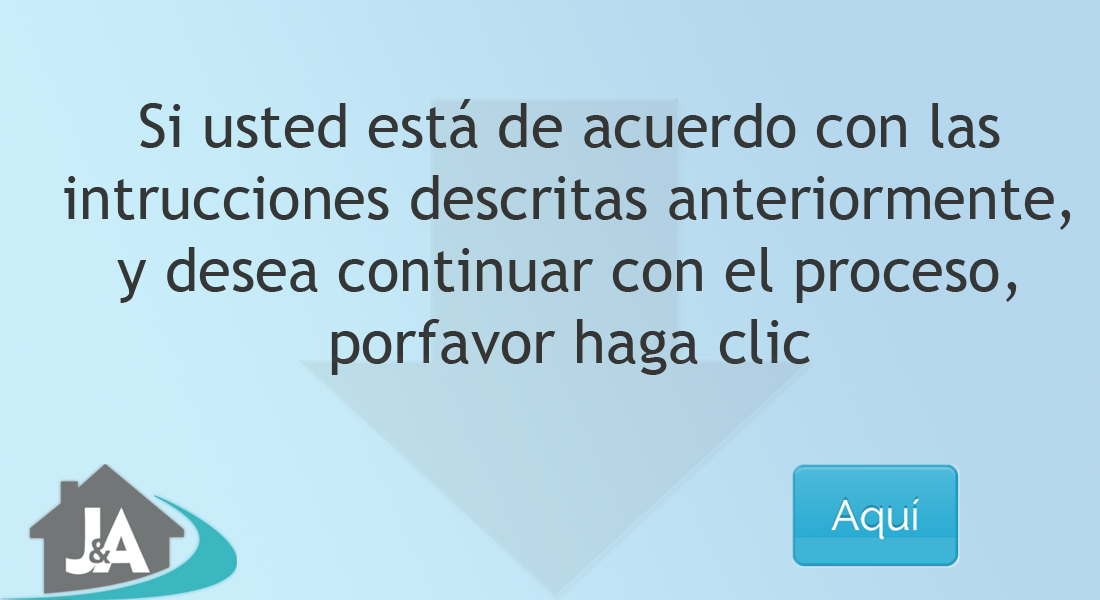 Si usted está de acuerdo con las
intrucciones descritas anteriormente,
y desea continuar con el proceso,
porfavor haga clic
Aquí
J&A